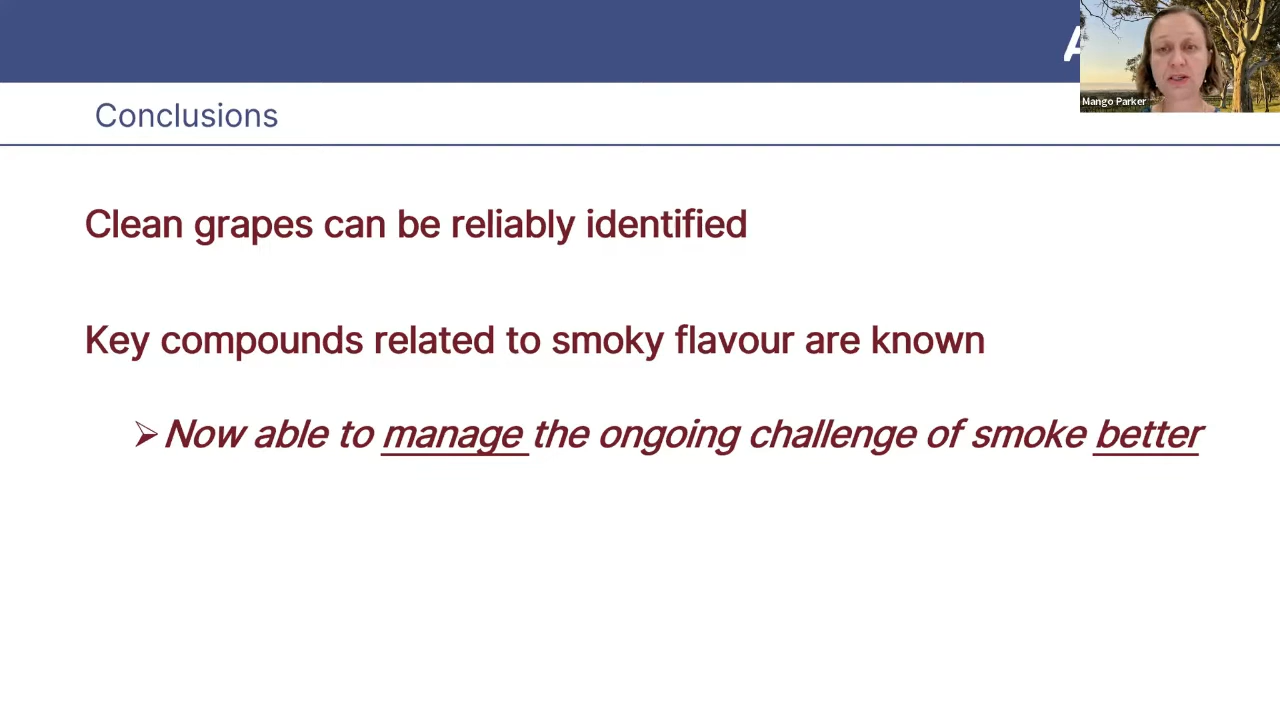 Mango Parker
Conclusions
Clean grapes can be reliably identified
Key compounds related to smoky flavour are known
➢Now able to manage the ongoing challenge of smoke better